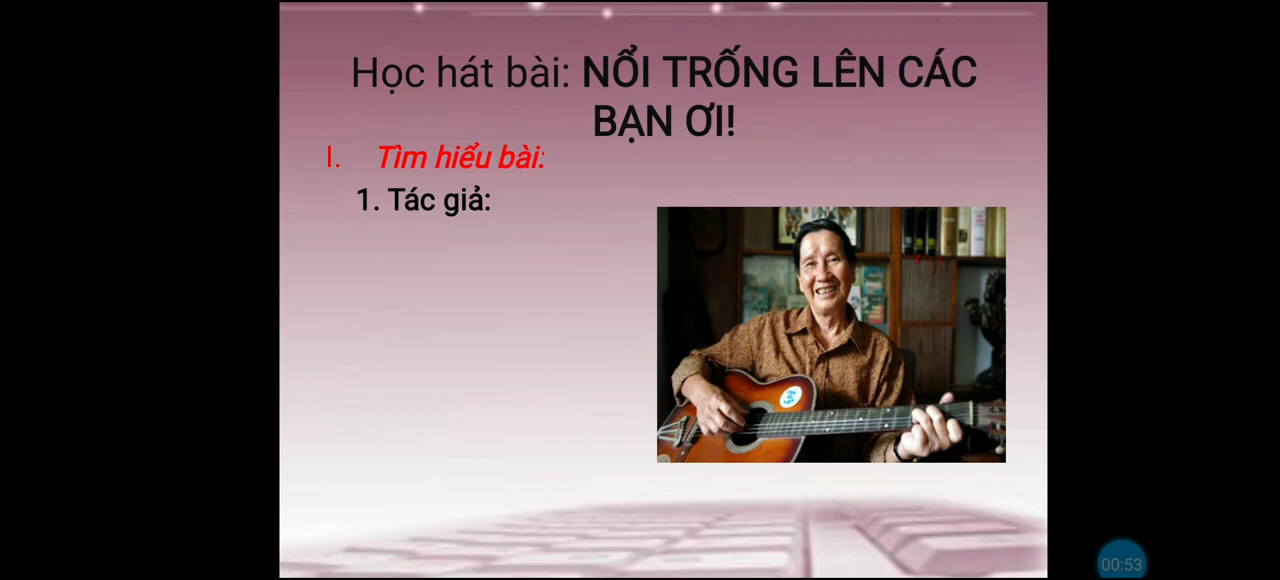 Học hát bài: NỔI TRỐNG LÊN CÁC
BẠN ƠI!
I. Tìm hiểu bài:
1. Tác giả:
00:53